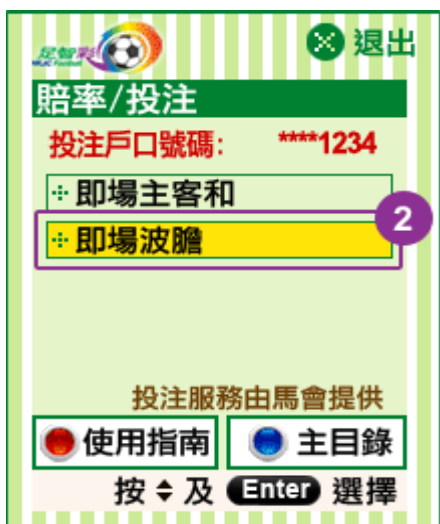 足智彩
HKJC Football
退出
賠率/投注
投注戶口號碼: ****1234
即場主客和
即場波膽
2
投注服務由馬會提供
使用指南 主目錄
按 及 Enter 選擇